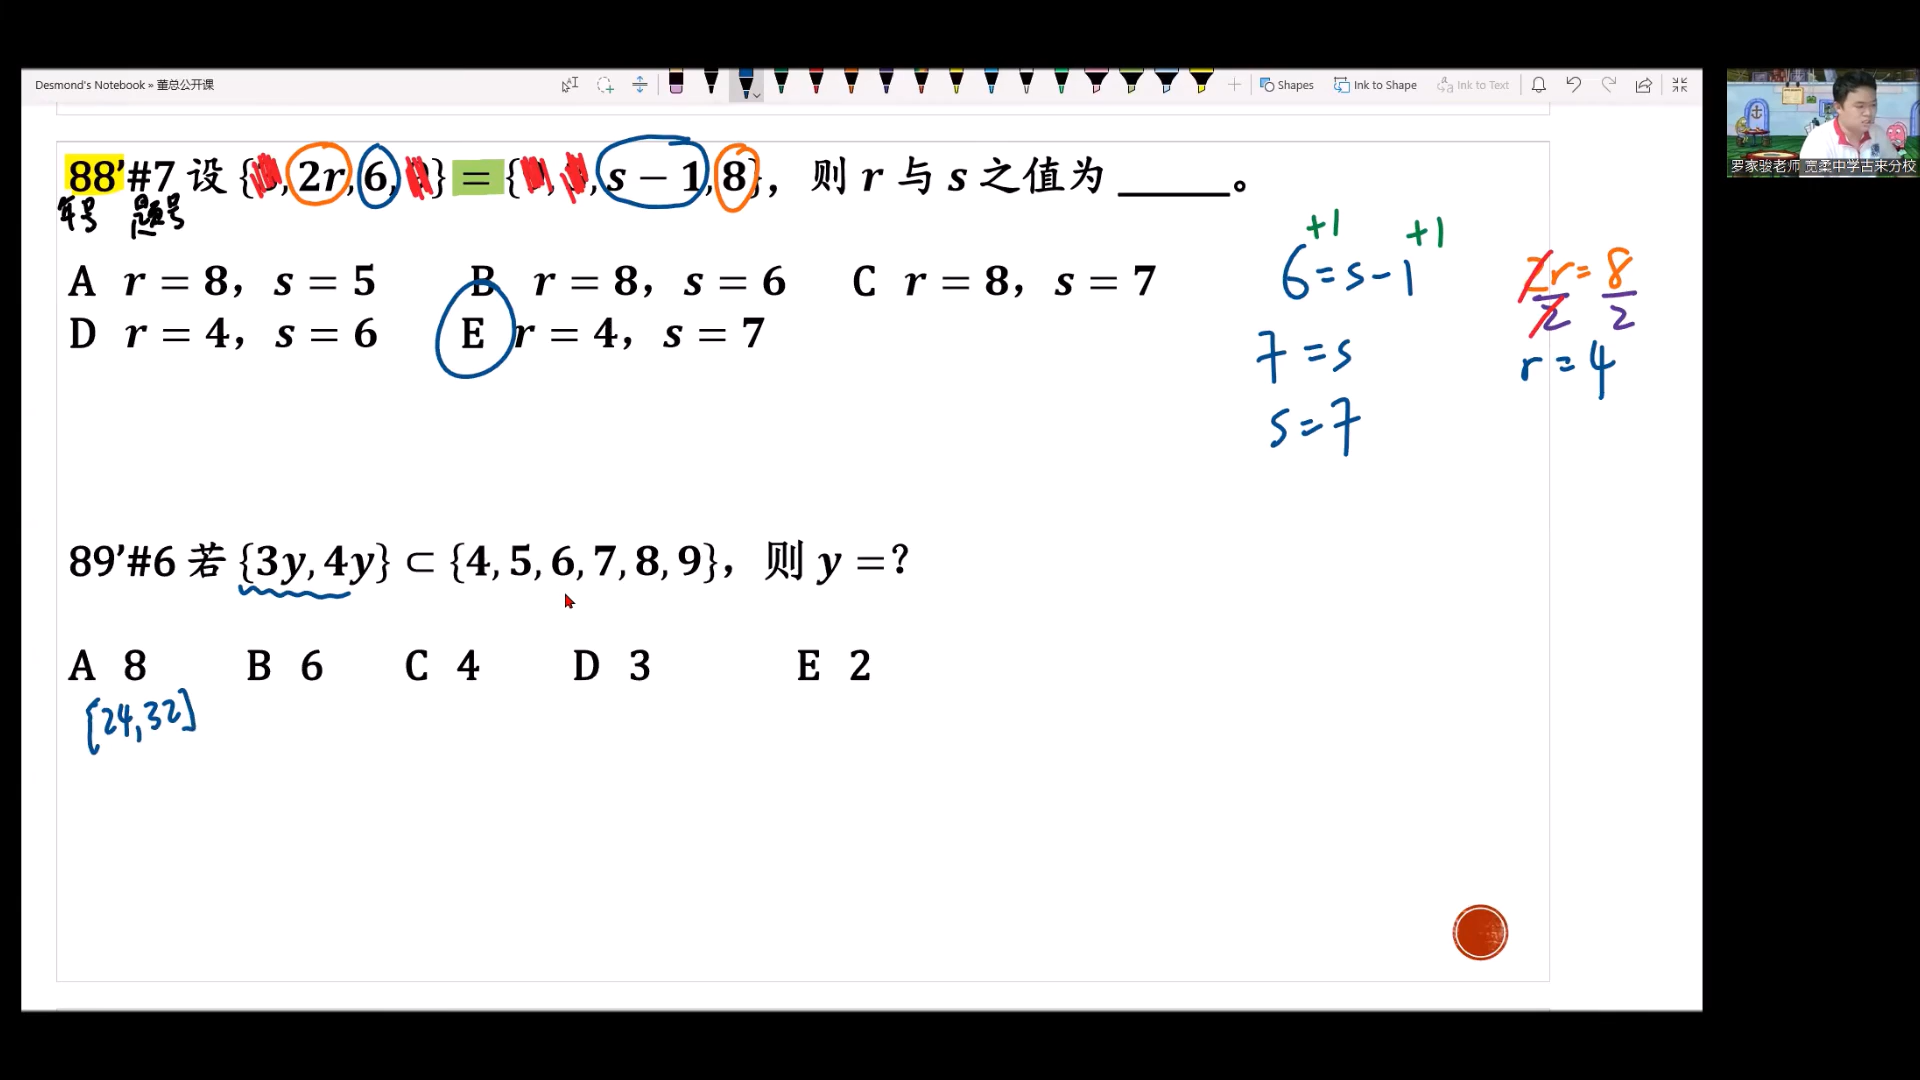 Desmond's Notebook » 董总公开课
Shapes Ink to Shape Ink to Text
罗家骏老师 宽柔中学古来分校
88’#7 设 { , 2r, 6, } = { , , s − 1, 8}，则 r 与 s 之值为 ______。
年号 题号
A r = 8，s = 5 B r = 8，s = 6 C r = 8，s = 7
D r = 4，s = 6 E r = 4，s = 7
+1 +1
6 = s - 1
7 = s
s = 7
2r = 8
2 2
r = 4
89’#6 若 {3y, 4y} ⊂ {4, 5, 6, 7, 8, 9}，则 y =?
A 8 B 6 C 4 D 3 E 2
{24, 32}